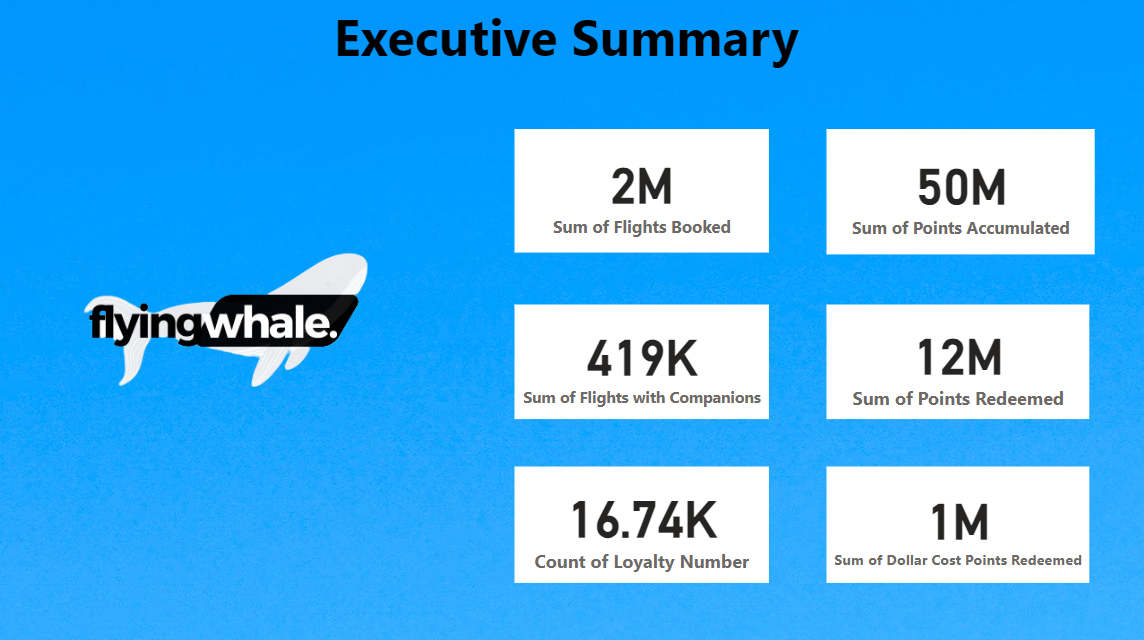 Executive Summary
flyingwhale.
2M
Sum of Flights Booked
50M
Sum of Points Accumulated
419K
Sum of Flights with Companions
12M
Sum of Points Redeemed
16.74K
Count of Loyalty Number
1M
Sum of Dollar Cost Points Redeemed